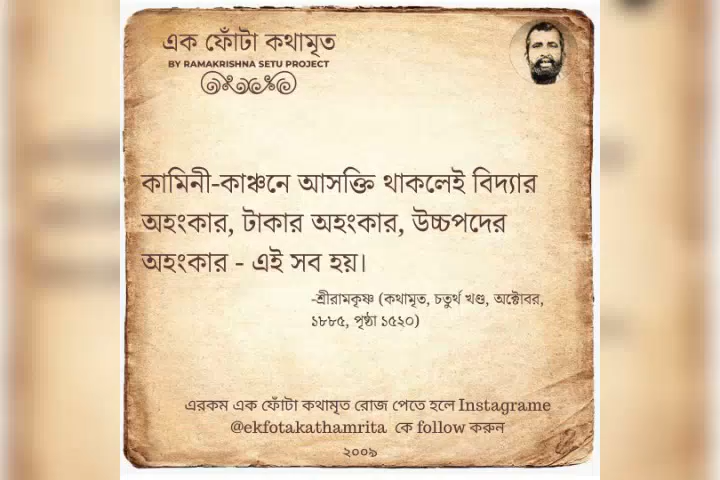 এক ফোঁটা কথামৃত
BY RAMAKRISHNA SETU PROJECT
কামিনী-কাঞ্চনে আসক্তি থাকলেই বিদ্যার
অহংকার, টাকার অহংকার, উচ্চপদের
অহংকার - এই সব হয়।
-শ্রীরামকৃষ্ণ (কথামৃত, চতুর্থ খণ্ড, অক্টোবর,
১৮৮৫, পৃষ্ঠা ১৫২০)
এরকম এক ফোঁটা কথামৃত রোজ পেতে হলে Instagrame
@ekfotakathamrita কে follow করুন
২০০৯